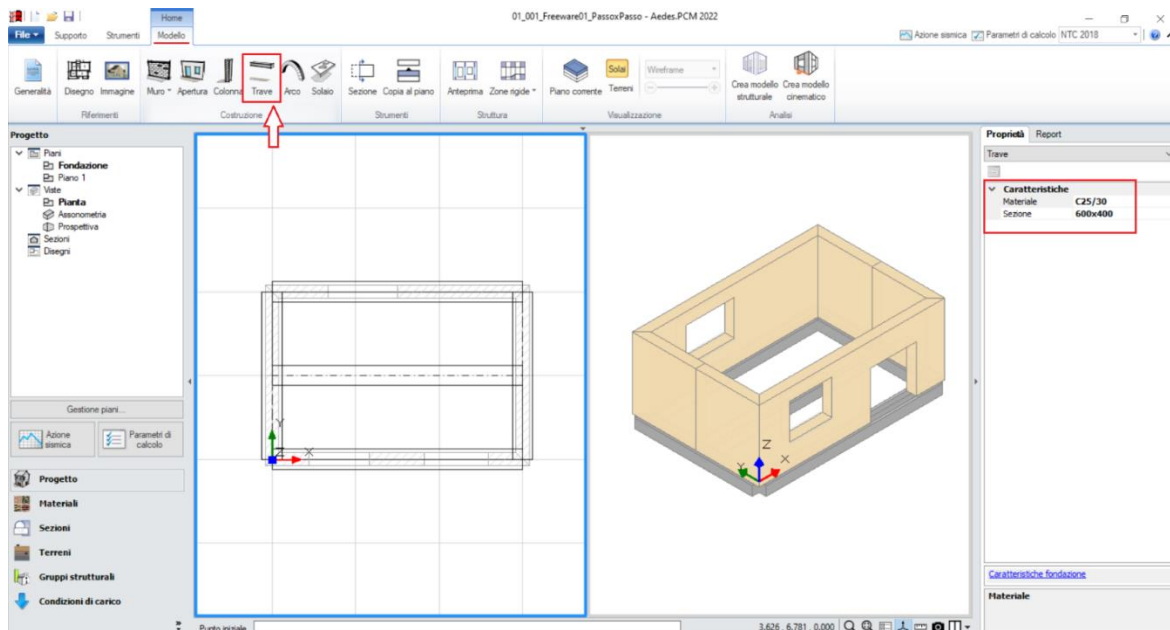 Home
01_001_Freeware01_PassoxPasso - Aedes.PCM 2022
File Supporto Strumenti Modello
Azione sismica Parametri di calcolo NTC 2018
Generalità Disegno Immagine Muro Apertura Colonna Trave Arco Solaio Sezione Copia al piano Anteprima Zone rigide Piano corrente Solai Terreni Wireframe Crea modello strutturale Crea modello cinematico
Riferimenti Costruzione Strumenti Struttura Visualizzazione Analisi
Progetto
Piani
Fondazione
Piano 1
Viste
Pianta
Assonometria
Prospettiva
Sezioni
Disegni
Gestione piani...
Azione sismica
Parametri di calcolo
Progetto
Materiali
Sezioni
Terreni
Gruppi strutturali
Condizioni di carico
Y
Z X
Z
Y X
Punto iniziale
3.626 6.781 0.000
Proprietà Report
Trave
Caratteristiche
Materiale C25/30
Sezione 600x400
Caratteristiche fondazione
Materiale